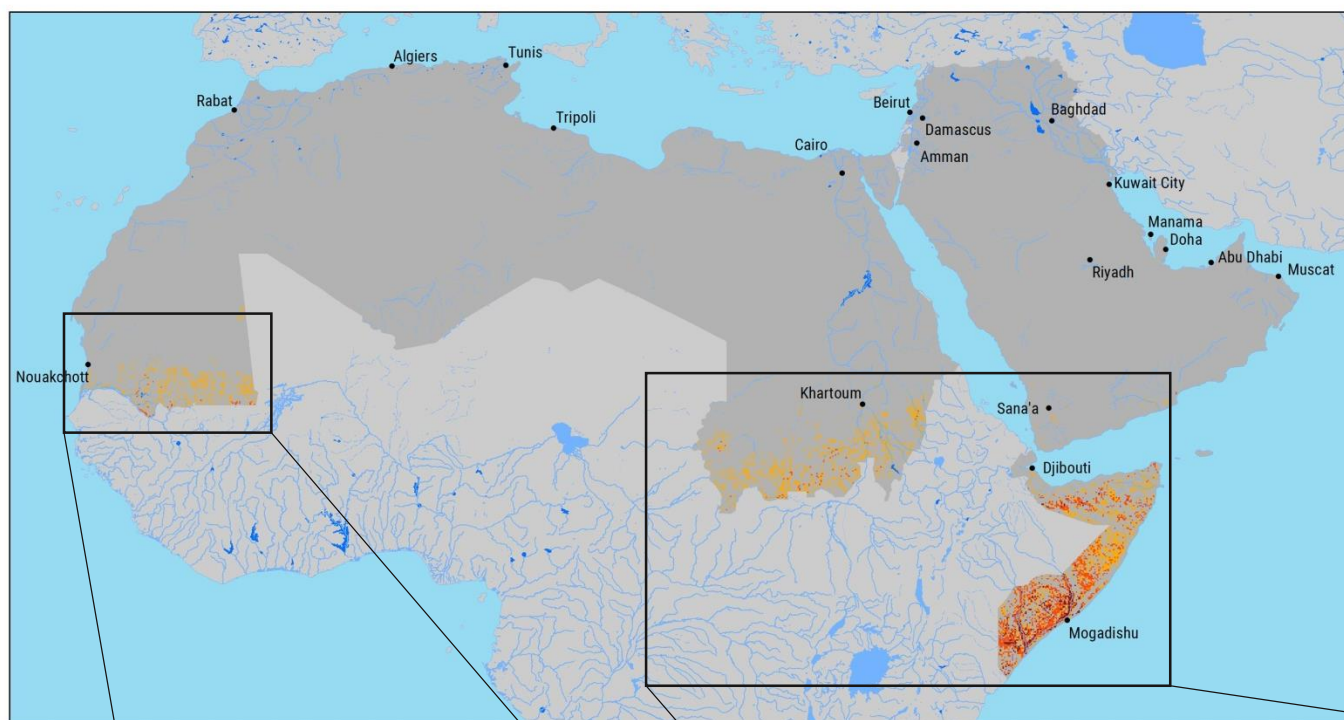 Algiers
Tunis
Rabat
Tripoli
Beirut
Damascus
Baghdad
Cairo
Amman
Kuwait City
Manama
Doha
Riyadh
Abu Dhabi
Muscat
Nouakchott
Khartoum
Sana'a
Djibouti
Mogadishu